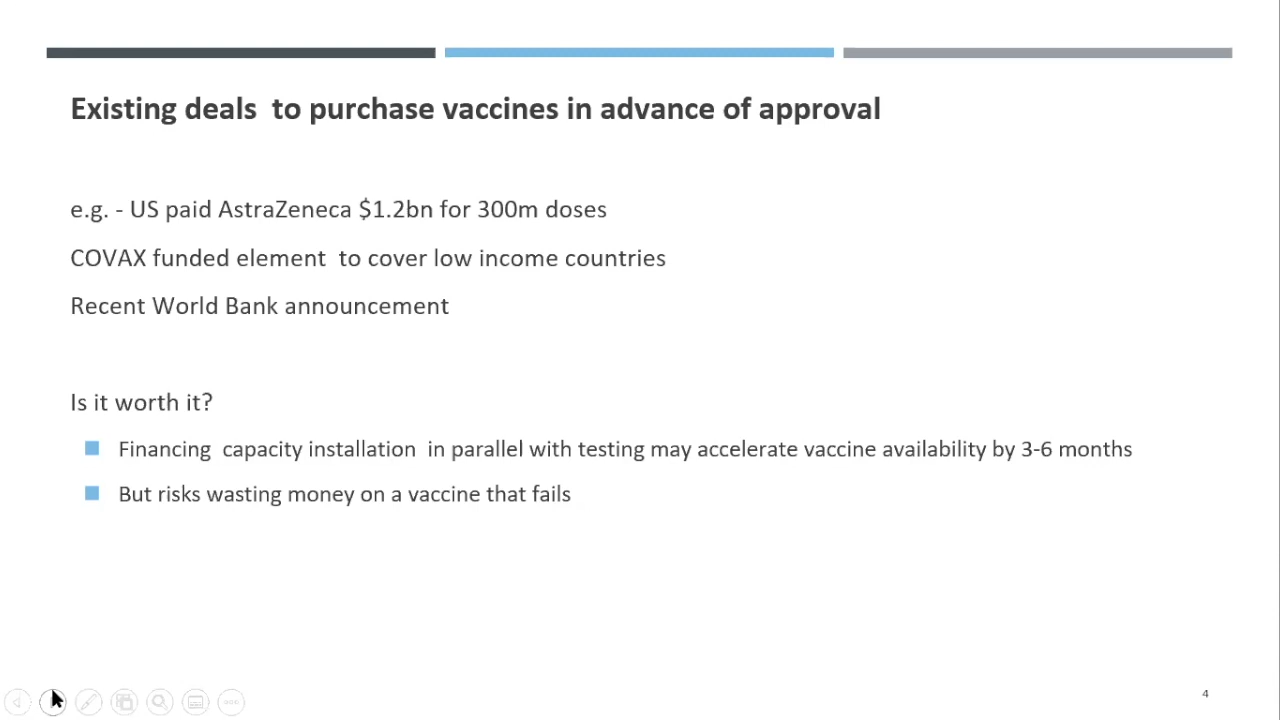 Existing deals  to purchase vaccines in advance of approval
e.g. - US paid AstraZeneca $1.2bn for 300m doses
COVAX funded element  to cover low income countries
Recent World Bank announcement
Is it worth it?
Financing  capacity installation  in parallel with testing may accelerate vaccine availability by 3-6 months
But risks wasting money on a vaccine that fails
4